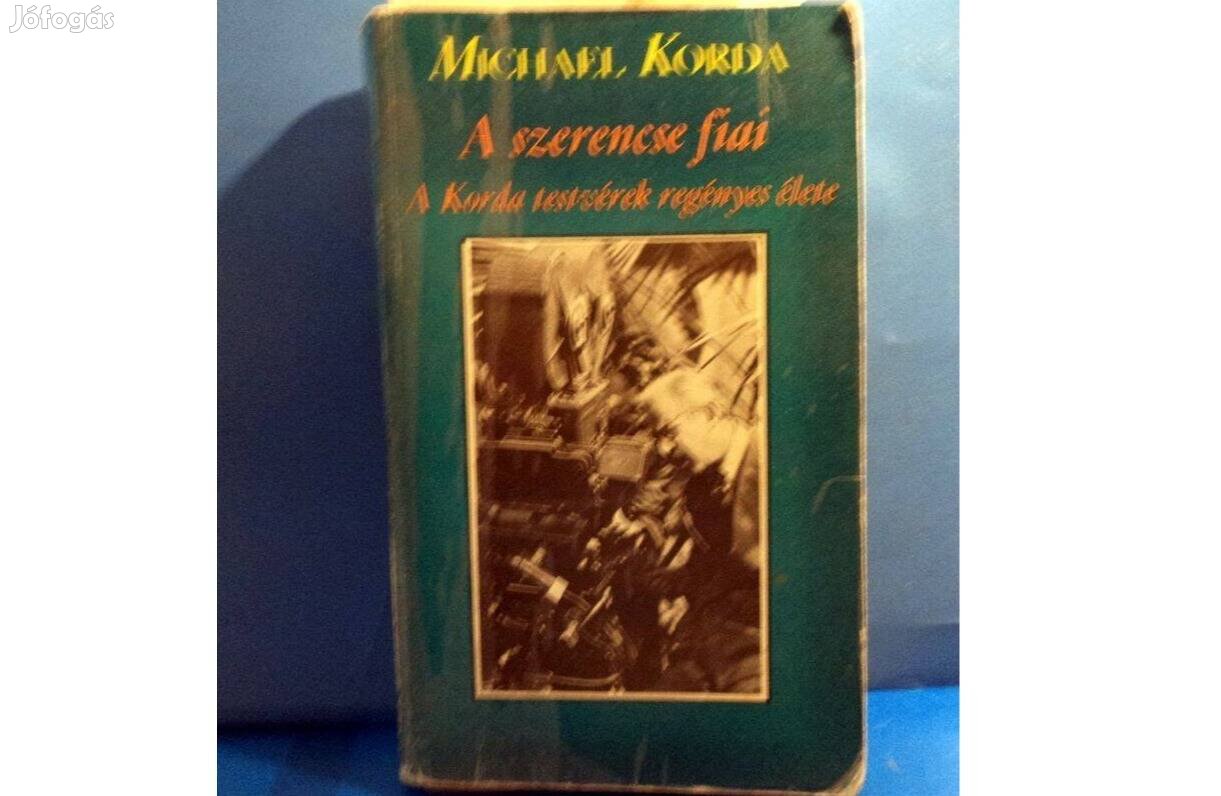 Jófogás
MICHAEL KORDA
A szerencse fiai
A Korda testvérek regényes élete